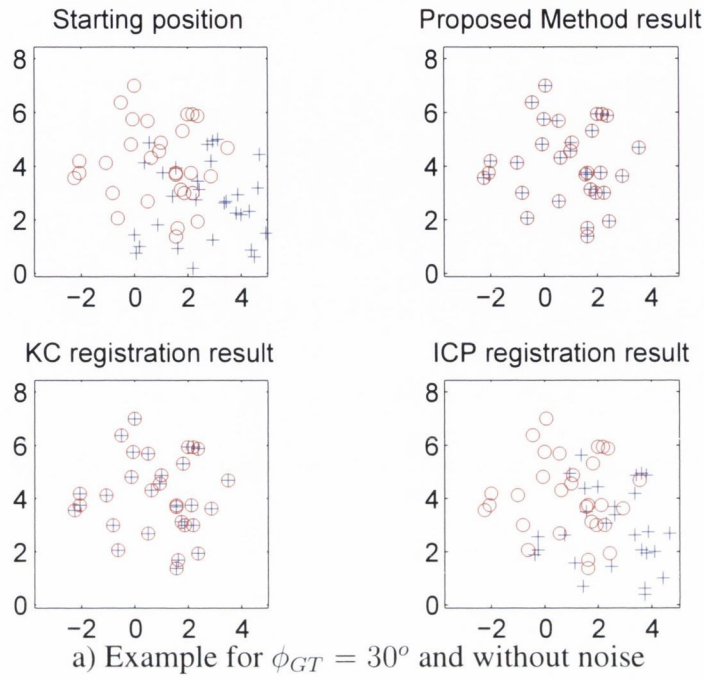 Starting position
Proposed Method result
8
6
4
2
0
−2 0 2 4
8
6
4
2
0
−2 0 2 4
KC registration result
ICP registration result
8
6
4
2
0
−2 0 2 4
8
6
4
2
0
−2 0 2 4
a) Example for $\phi_{GT} = 30^o$ and without noise